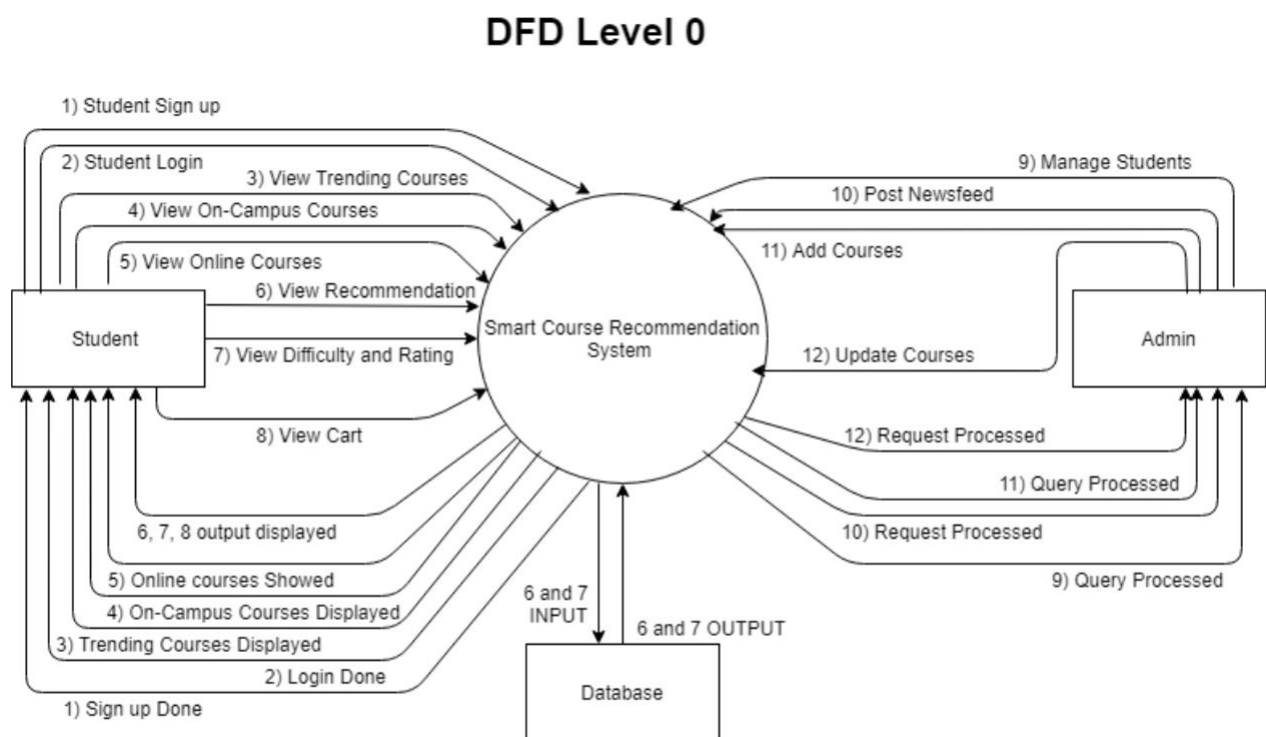 DFD Level 0
1) Student Sign up
2) Student Login
3) View Trending Courses
4) View On-Campus Courses
5) View Online Courses
6) View Recommendation
7) View Difficulty and Rating
8) View Cart
Student
Smart Course Recommendation
System
9) Manage Students
10) Post Newsfeed
11) Add Courses
12) Update Courses
Admin
12) Request Processed
11) Query Processed
10) Request Processed
9) Query Processed
6, 7, 8 output displayed
5) Online courses Showed
4) On-Campus Courses Displayed
3) Trending Courses Displayed
2) Login Done
1) Sign up Done
6 and 7
INPUT
6 and 7 OUTPUT
Database